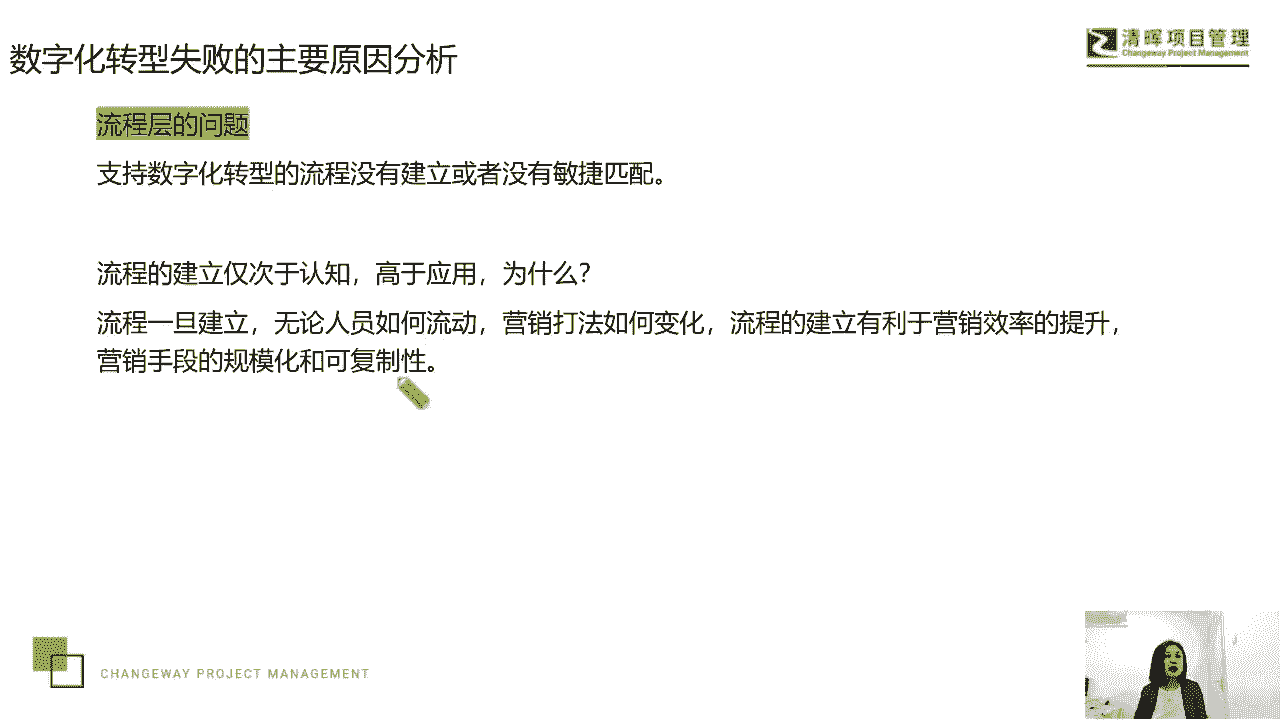 数字化转型失败的主要原因分析
清晖项目管理
Changeway Project Management
流程层的问题
支持数字化转型的流程没有建立或者没有敏捷匹配。
流程的建立仅次于认知，高于应用，为什么？
流程一旦建立，无论人员如何流动，营销打法如何变化，流程的建立有利于营销效率的提升，
营销手段的规模化和可复制性。
CHANGEWAY PROJECT MANAGEMENT